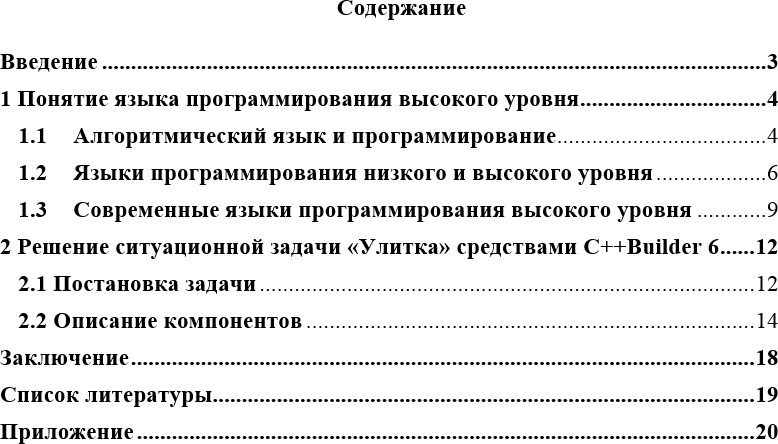 Содержание
Введение ........................................................................................................3
1 Понятие языка программирования высокого уровня............................4
1.1 Алгоритмический язык и программирование...................................4
1.2 Языки программирования низкого и высокого уровня ..................6
1.3 Современные языки программирования высокого уровня ............9
2 Решение ситуационной задачи «Улитка» средствами C++Builder 6......12
2.1 Постановка задачи...............................................................................12
2.2 Описание компонентов .......................................................................14
Заключение....................................................................................................18
Список литературы.......................................................................................19
Приложение ...................................................................................................20